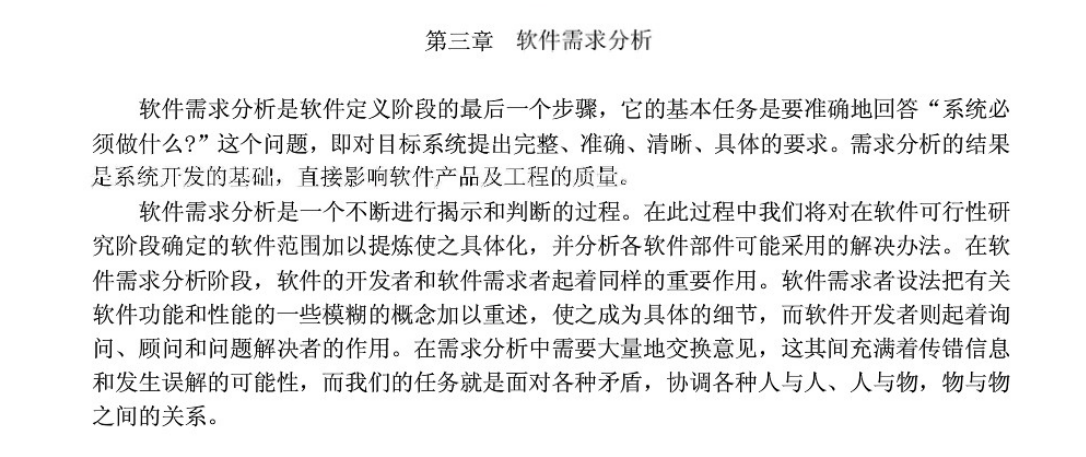 第三章 软件需求分析
软件需求分析是软件定义阶段的最后一个步骤，它的基本任务是要准确地回答“系统必
须做什么?”这个问题，即对目标系统提出完整、准确、清晰、具体的要求。需求分析的结果
是系统开发的基础，直接影响软件产品及工程的质量。
软件需求分析是一个不断进行揭示和判断的过程。在此过程中我们将对在软件可行性研
究阶段确定的软件范围加以提炼使之具体化，并分析各软件部件可能采用的解决办法。在软
件需求分析阶段，软件的开发者和软件需求者起着同样的重要作用。软件需求者设法把有关
软件功能和性能的一些模糊的概念加以重述，使之成为具体的细节，而软件开发者则起着询
问、顾问和问题解决者的作用。在需求分析中需要大量地交换意见，这其间充满着传错信息
和发生误解的可能性，而我们的任务就是面对各种矛盾，协调各种人与人、人与物，物与物
之间的关系。